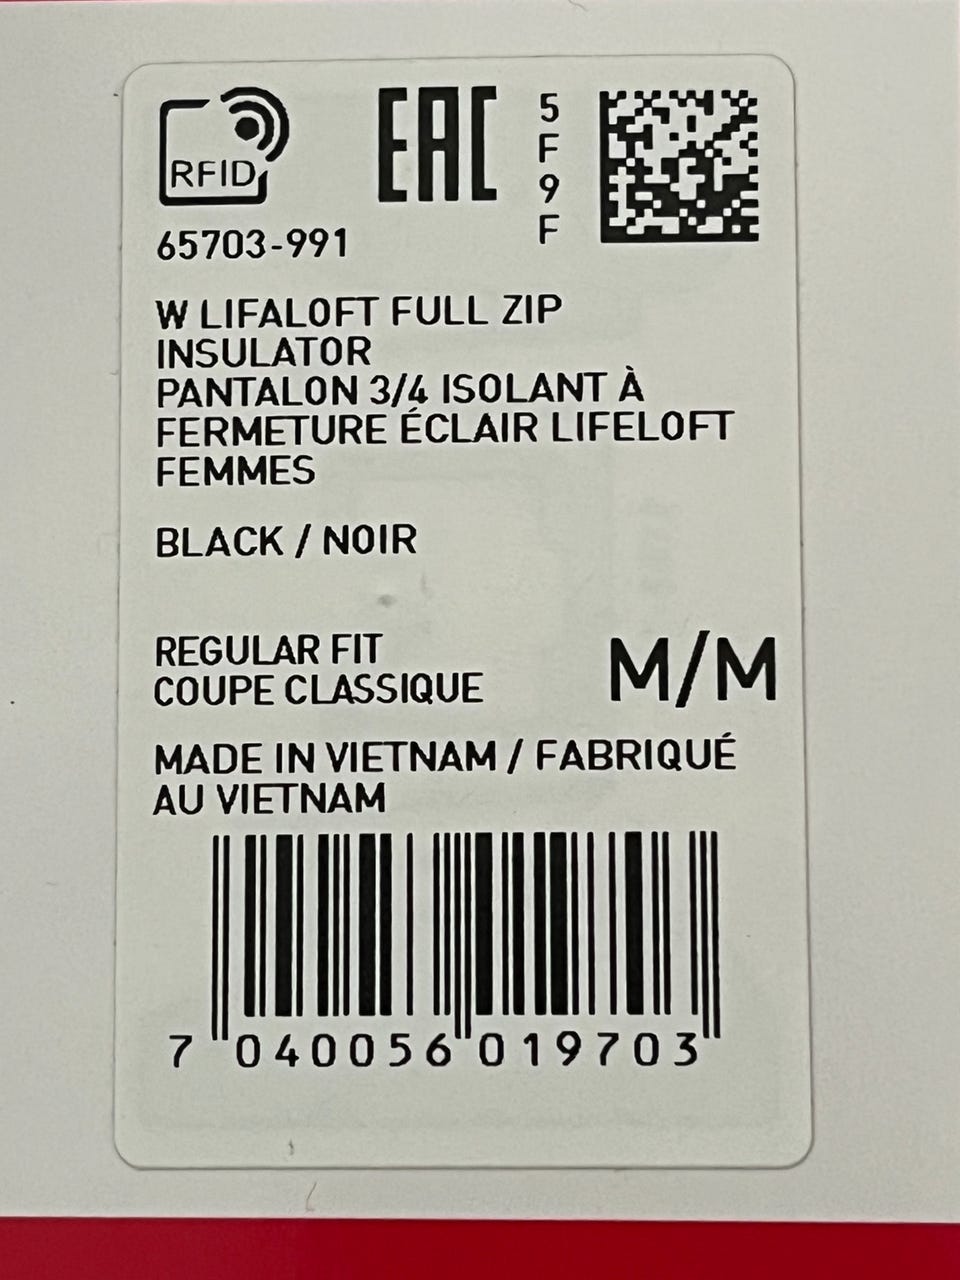 RFID
EAC
5
F
9
F
65703-991
W LIFALOFT FULL ZIP
INSULATOR
PANTALON 3/4 ISOLANT À
FERMETURE ÉCLAIR LIFELOFT
FEMMES
BLACK / NOIR
REGULAR FIT
COUPE CLASSIQUE
M/M
MADE IN VIETNAM / FABRIQUÉ
AU VIETNAM
7 040056 019703